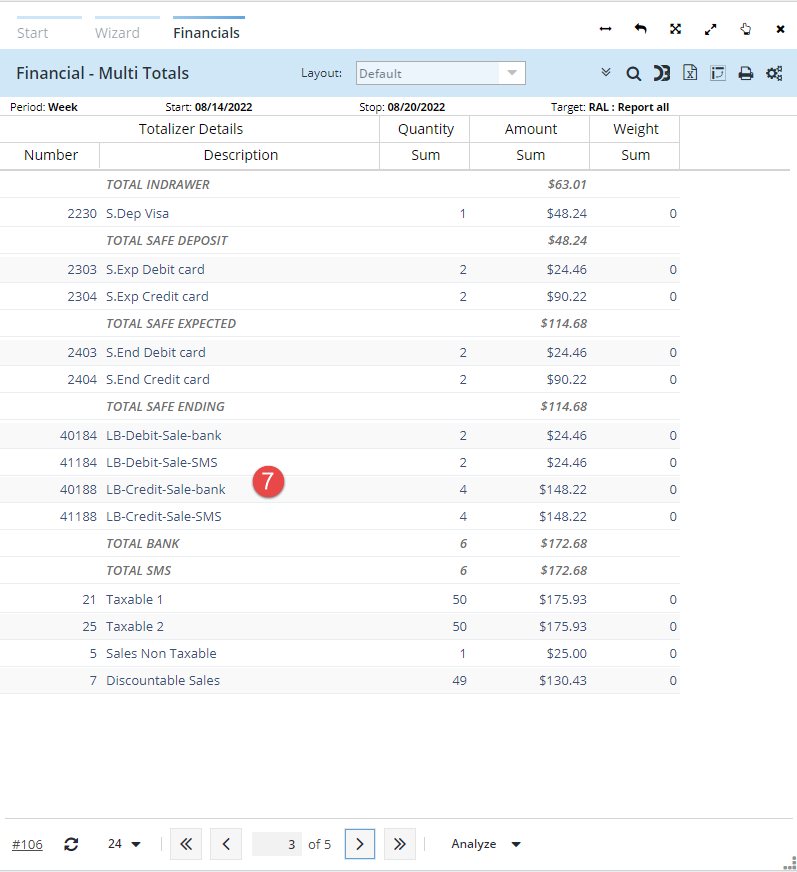 Start Wizard Financials
Financial - Multi Totals Layout: Default
Period: Week Start: 08/14/2022 Stop: 08/20/2022 Target: RAL : Report all
Totalizer Details Quantity Amount Weight
Number Description Sum Sum Sum
TOTAL INDRAWER $63.01
2230 S.Dep Visa 1 $48.24 0
TOTAL SAFE DEPOSIT $48.24
2303 S.Exp Debit card 2 $24.46 0
2304 S.Exp Credit card 2 $90.22 0
TOTAL SAFE EXPECTED $114.68
2403 S.End Debit card 2 $24.46 0
2404 S.End Credit card 2 $90.22 0
TOTAL SAFE ENDING $114.68
40184 LB-Debit-Sale-bank 2 $24.46 0
41184 LB-Debit-Sale-SMS 2 $24.46 0
40188 LB-Credit-Sale-bank 7 4 $148.22 0
41188 LB-Credit-Sale-SMS 4 $148.22 0
TOTAL BANK 6 $172.68
TOTAL SMS 6 $172.68
21 Taxable 1 50 $175.93 0
25 Taxable 2 50 $175.93 0
5 Sales Non Taxable 1 $25.00 0
7 Discountable Sales 49 $130.43 0
#106 24 3 of 5 Analyze